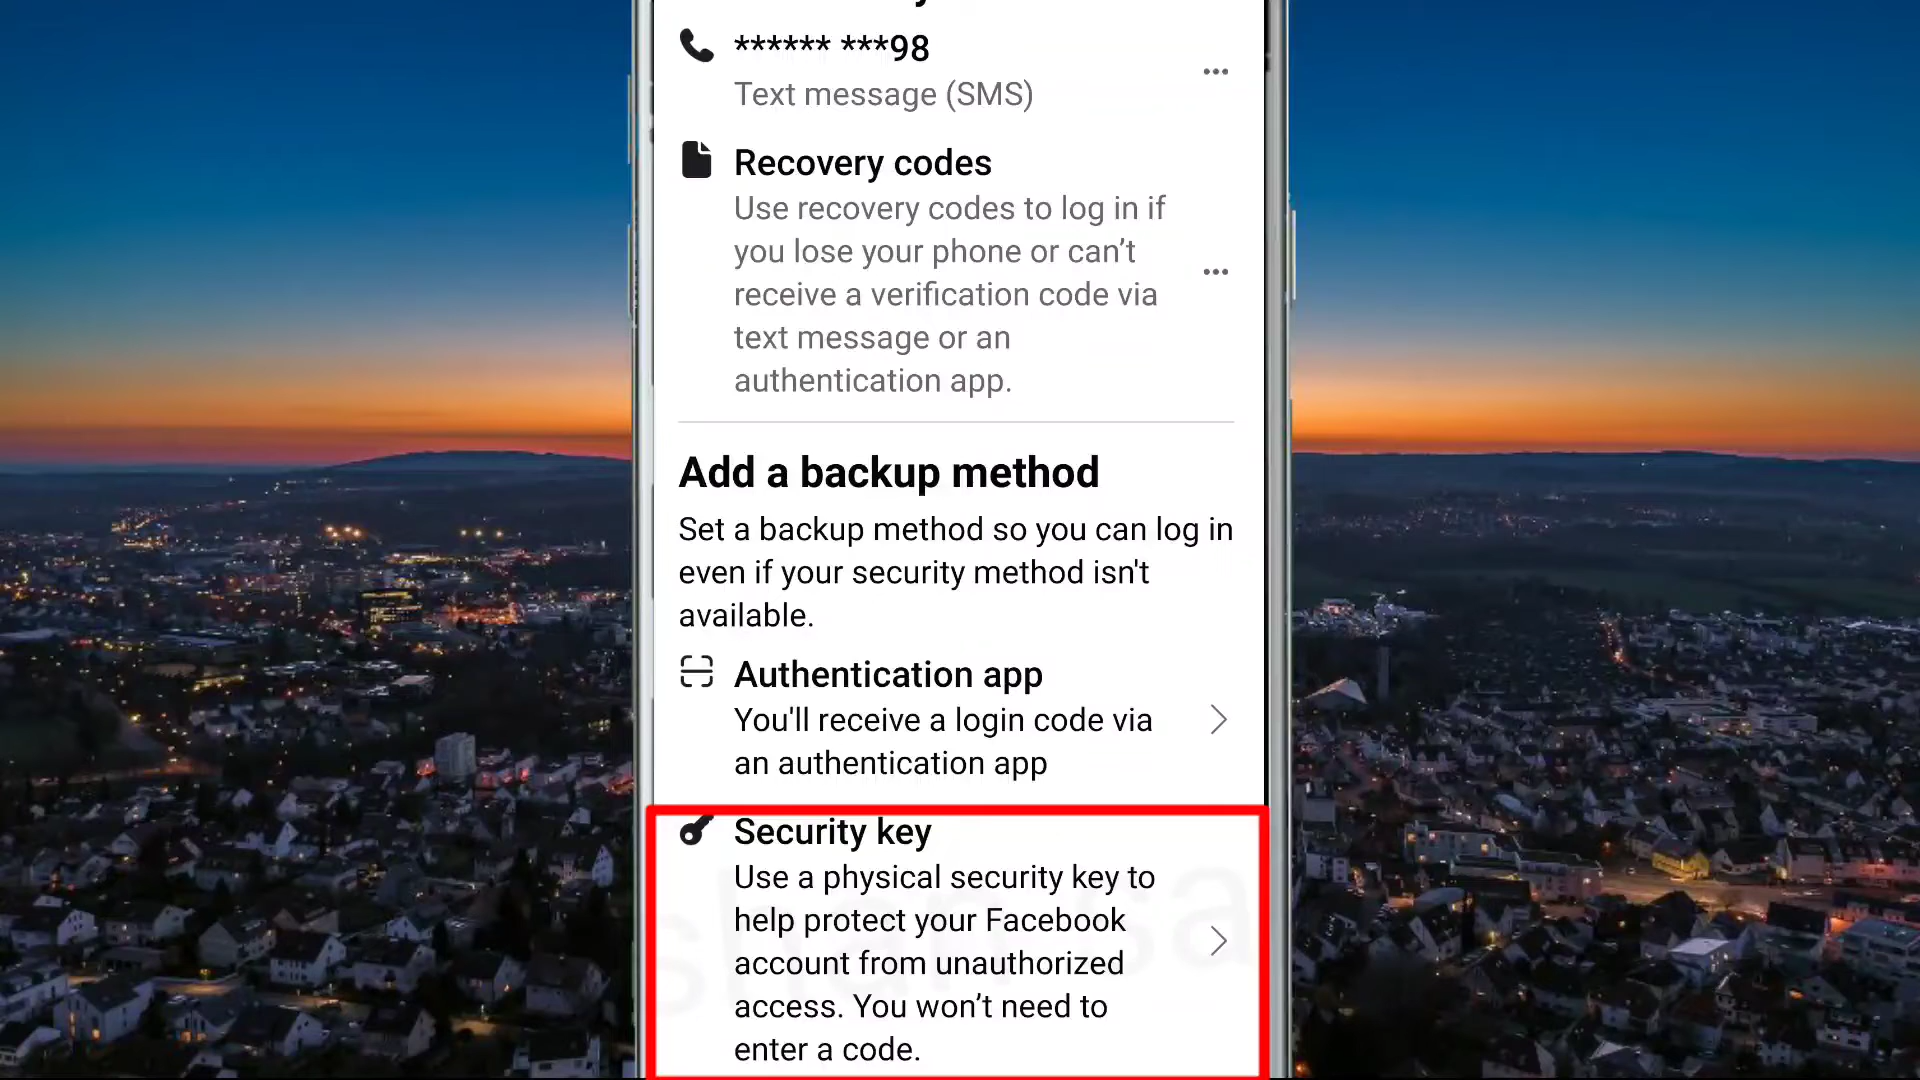 ****** ***98
Text message (SMS)
Recovery codes
Use recovery codes to log in if
you lose your phone or can’t
receive a verification code via
text message or an
authentication app.
Add a backup method
Set a backup method so you can log in
even if your security method isn't
available.
Authentication app
You'll receive a login code via
an authentication app
Security key
Use a physical security key to
help protect your Facebook
account from unauthorized
access. You won’t need to
enter a code.